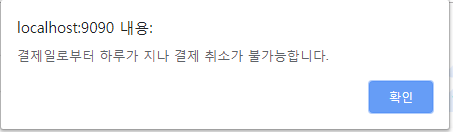 localhost:9090 내용:
결제일로부터 하루가 지나 결제 취소가 불가능합니다.
확인